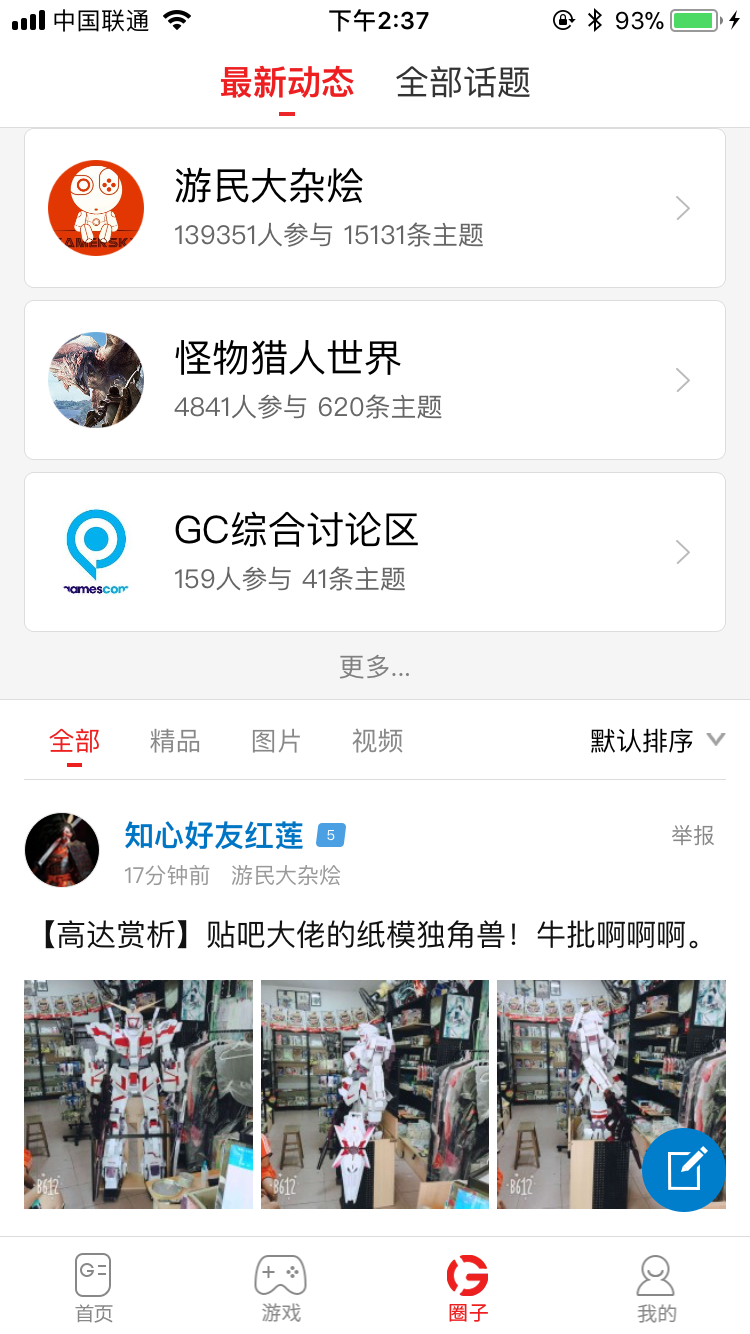 中国联通 下午2:37 93%
最新动态 全部话题
游民大杂烩
139351人参与 15131条主题
怪物猎人世界
4841人参与 620条主题
GC综合讨论区
159人参与 41条主题
更多...
全部 精品 图片 视频 默认排序
知心好友红莲 5 举报
17分钟前 游民大杂烩
【高达赏析】贴吧大佬的纸模独角兽！牛批啊啊啊。
B612 B612 B612
首页 游戏 圈子 我的